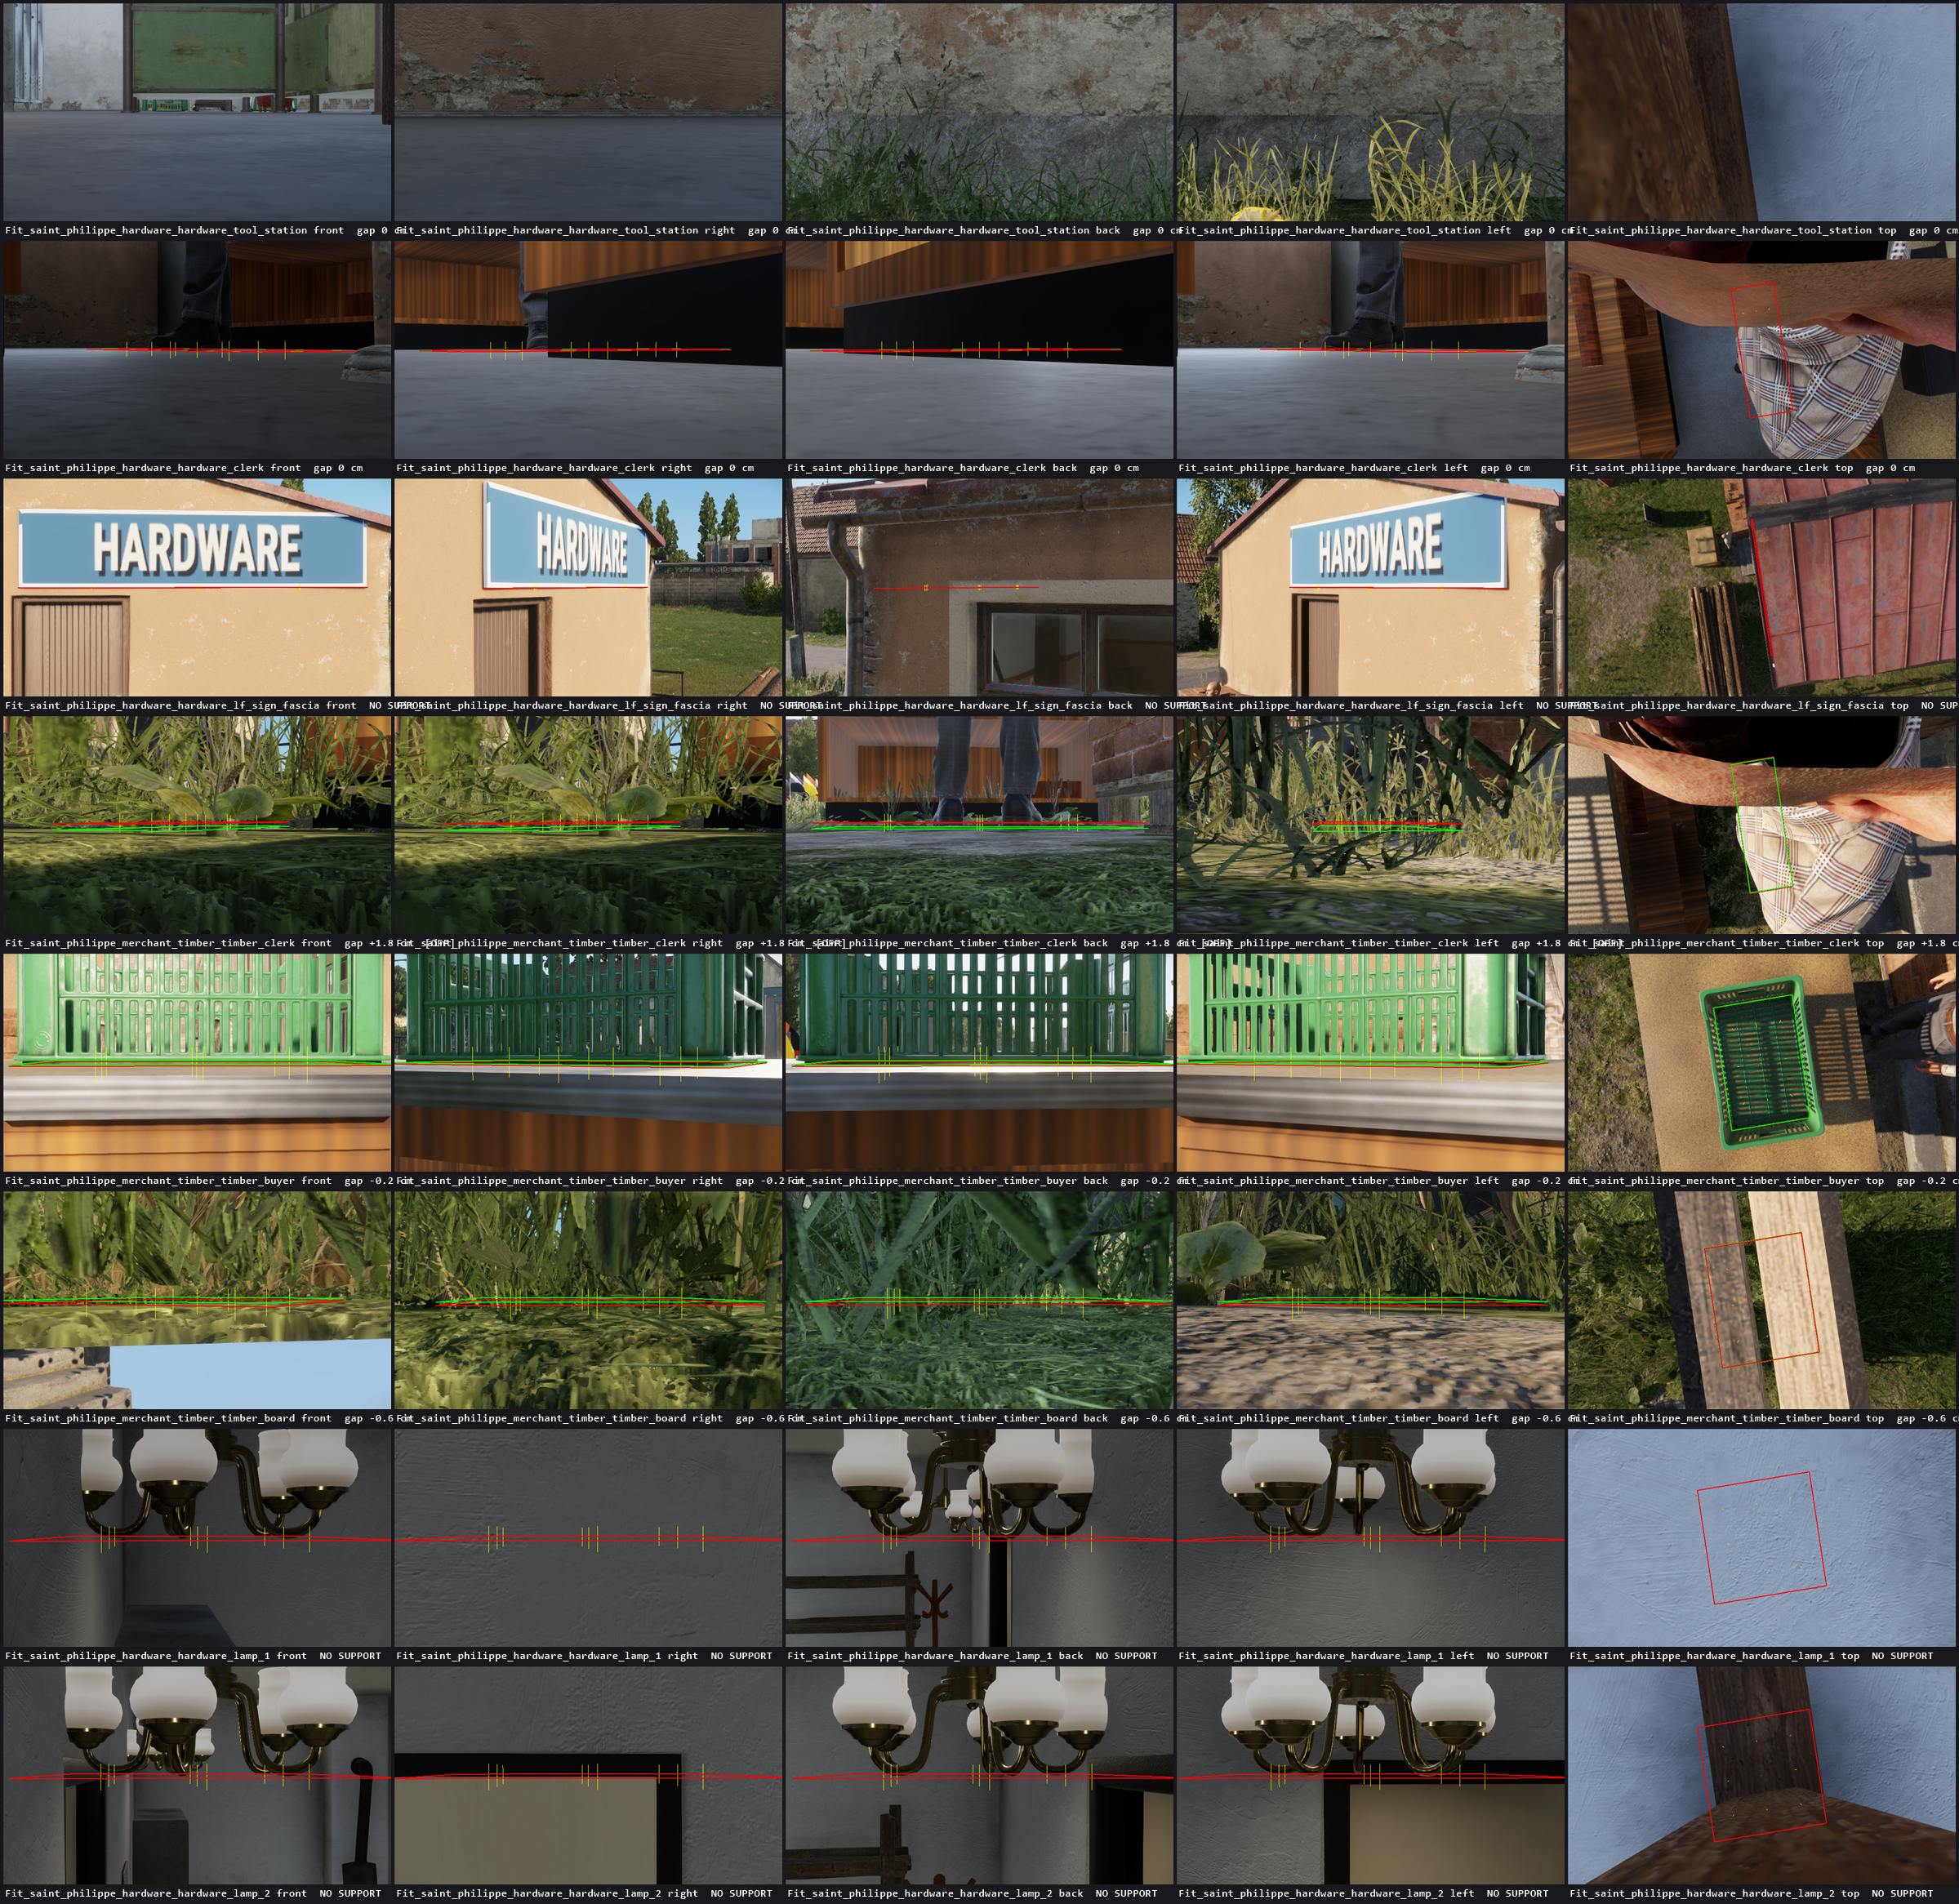 Fit_saint_philippe_hardware_hardware_tool_station front gap 0 cm
Fit_saint_philippe_hardware_hardware_tool_station right gap 0 cm
Fit_saint_philippe_hardware_hardware_tool_station back gap 0 cm
Fit_saint_philippe_hardware_hardware_tool_station left gap 0 cm
Fit_saint_philippe_hardware_hardware_tool_station top gap 0 cm
Fit_saint_philippe_hardware_hardware_clerk front gap 0 cm
Fit_saint_philippe_hardware_hardware_clerk right gap 0 cm
Fit_saint_philippe_hardware_hardware_clerk back gap 0 cm
Fit_saint_philippe_hardware_hardware_clerk left gap 0 cm
Fit_saint_philippe_hardware_hardware_clerk top gap 0 cm
HARDWARE
HARDWARE
HARDWARE
Fit_saint_philippe_hardware_hardware_lf_sign_fascia front NO SUPPORT
Fit_saint_philippe_hardware_hardware_lf_sign_fascia right NO SUPPORT
Fit_saint_philippe_hardware_hardware_lf_sign_fascia back NO SUPPORT
Fit_saint_philippe_hardware_hardware_lf_sign_fascia left NO SUPPORT
Fit_saint_philippe_hardware_hardware_lf_sign_fascia top NO SUP
Fit_saint_philippe_merchant_timber_timber_clerk front gap +1.8
Fit_saint_philippe_merchant_timber_timber_clerk right gap +1.8
Fit_saint_philippe_merchant_timber_timber_clerk back gap +1.8
Fit_saint_philippe_merchant_timber_timber_clerk left gap +1.8
Fit_saint_philippe_merchant_timber_timber_clerk top gap +1.8 c
Fit_saint_philippe_merchant_timber_timber_buyer front gap -0.2
Fit_saint_philippe_merchant_timber_timber_buyer right gap -0.2
Fit_saint_philippe_merchant_timber_timber_buyer back gap -0.2
Fit_saint_philippe_merchant_timber_timber_buyer left gap -0.2
Fit_saint_philippe_merchant_timber_timber_buyer top gap -0.2 c
Fit_saint_philippe_merchant_timber_timber_board front gap -0.6
Fit_saint_philippe_merchant_timber_timber_board right gap -0.6
Fit_saint_philippe_merchant_timber_timber_board back gap -0.6
Fit_saint_philippe_merchant_timber_timber_board left gap -0.6
Fit_saint_philippe_merchant_timber_timber_board top gap -0.6 c
Fit_saint_philippe_hardware_hardware_lamp_1 front NO SUPPORT
Fit_saint_philippe_hardware_hardware_lamp_1 right NO SUPPORT
Fit_saint_philippe_hardware_hardware_lamp_1 back NO SUPPORT
Fit_saint_philippe_hardware_hardware_lamp_1 left NO SUPPORT
Fit_saint_philippe_hardware_hardware_lamp_1 top NO SUPPORT
Fit_saint_philippe_hardware_hardware_lamp_2 front NO SUPPORT
Fit_saint_philippe_hardware_hardware_lamp_2 right NO SUPPORT
Fit_saint_philippe_hardware_hardware_lamp_2 back NO SUPPORT
Fit_saint_philippe_hardware_hardware_lamp_2 left NO SUPPORT
Fit_saint_philippe_hardware_hardware_lamp_2 top NO SUPPORT